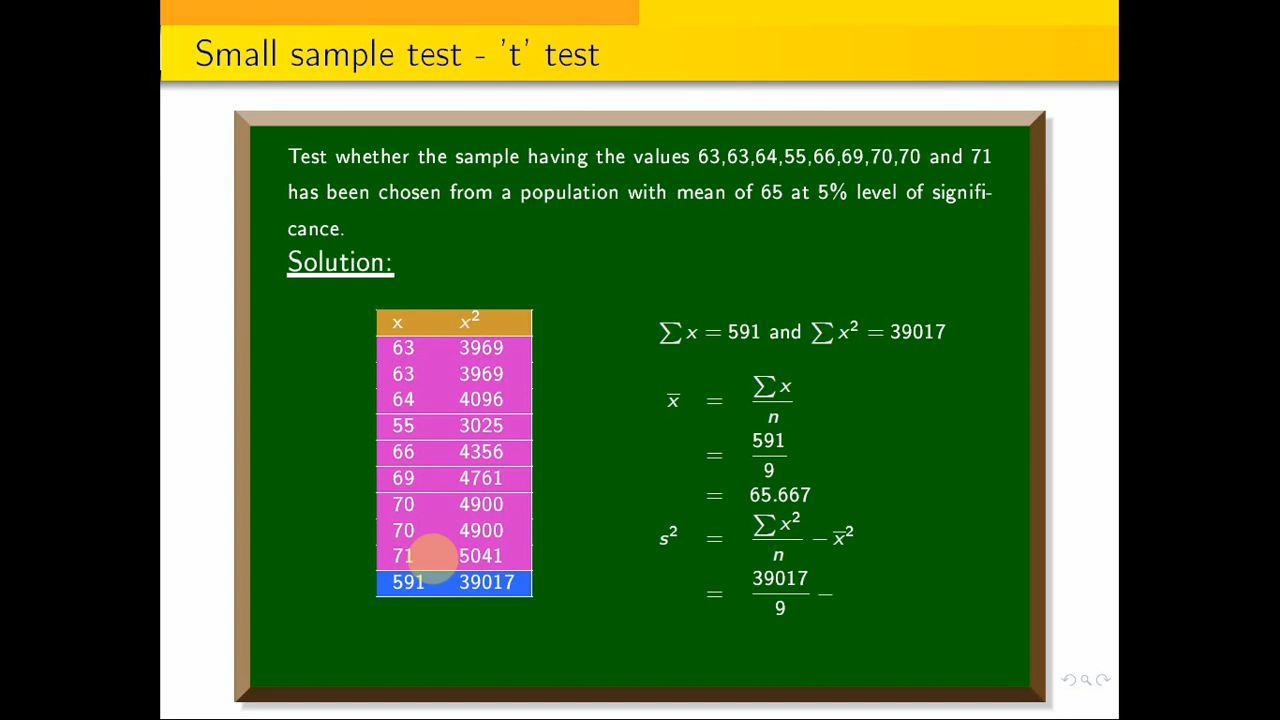 Small sample test - 't' test
Test whether the sample having the values 63,63,64,55,66,69,70,70 and 71
has been chosen from a population with mean of 65 at 5% level of signifi-
cance.
Solution:
x x²
63 3969
63 3969
64 4096
55 3025
66 4356
69 4761
70 4900
70 4900
71 5041
591 39017
∑x = 591 and ∑x² = 39017
x̄ = ∑x / n
= 591 / 9
= 65.667
s² = ∑x² / n − x̄²
= 39017 / 9 −